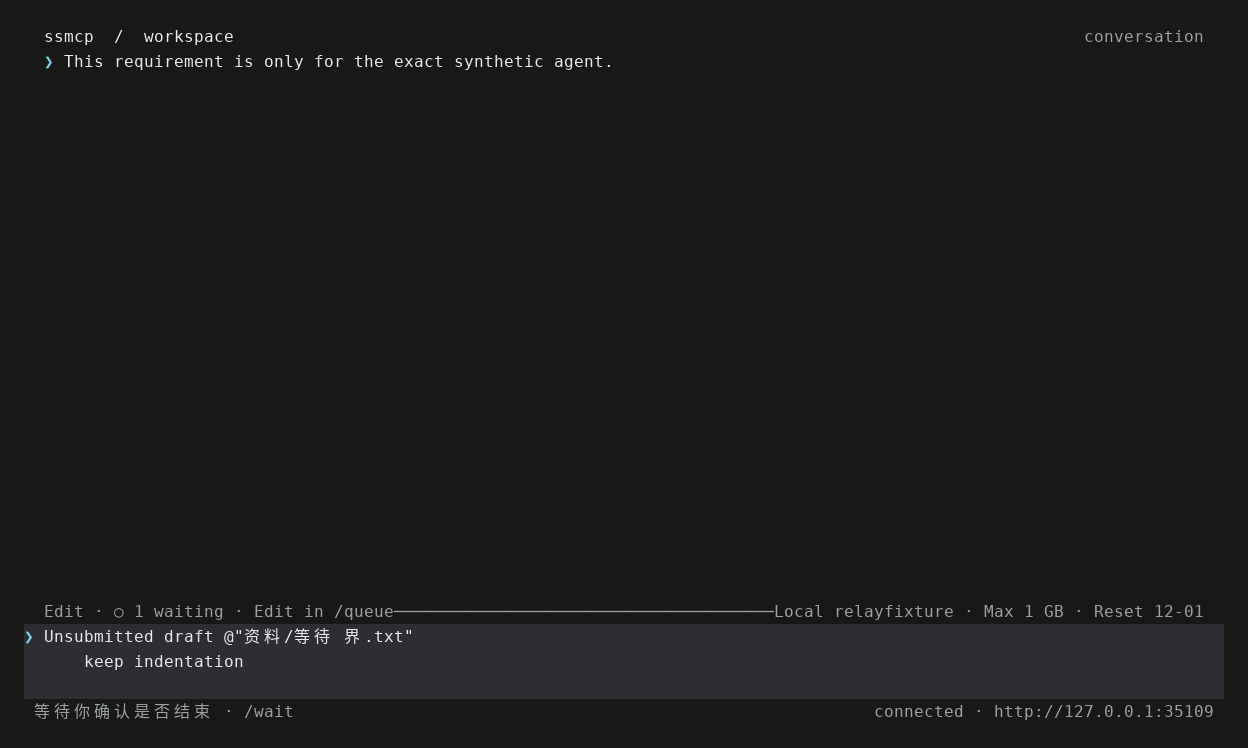 ssmcp / workspace conversation
❯ This requirement is only for the exact synthetic agent.
Edit · ○ 1 waiting · Edit in /queue──────────────────────────────────────Local relayfixture · Max 1 GB · Reset 12-01
❯ Unsubmitted draft @"资料/等待 界.txt"
    keep indentation
等待你确认是否结束 · /wait connected · http://127.0.0.1:35109